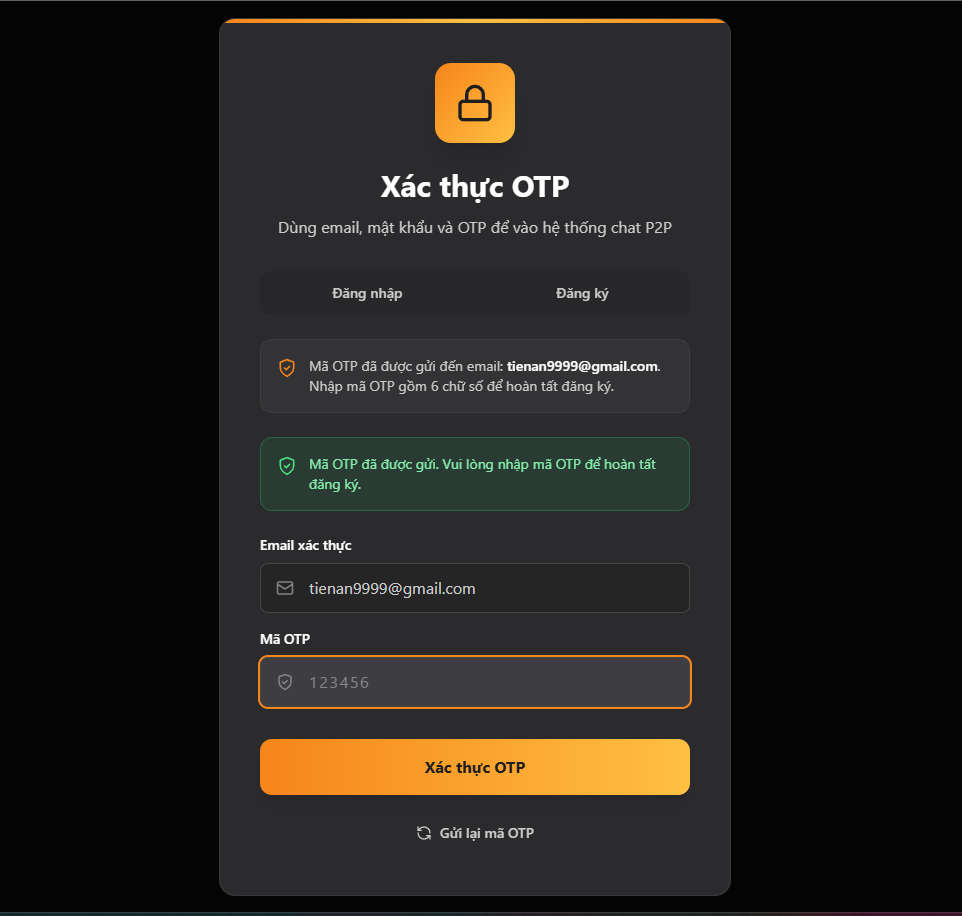 Xác thực OTP
Dùng email, mật khẩu và OTP để vào hệ thống chat P2P
Đăng nhập
Đăng ký
Mã OTP đã được gửi đến email: tienan9999@gmail.com.
Nhập mã OTP gồm 6 chữ số để hoàn tất đăng ký.
Mã OTP đã được gửi. Vui lòng nhập mã OTP để hoàn tất
đăng ký.
Email xác thực
tienan9999@gmail.com
Mã OTP
123456
Xác thực OTP
Gửi lại mã OTP